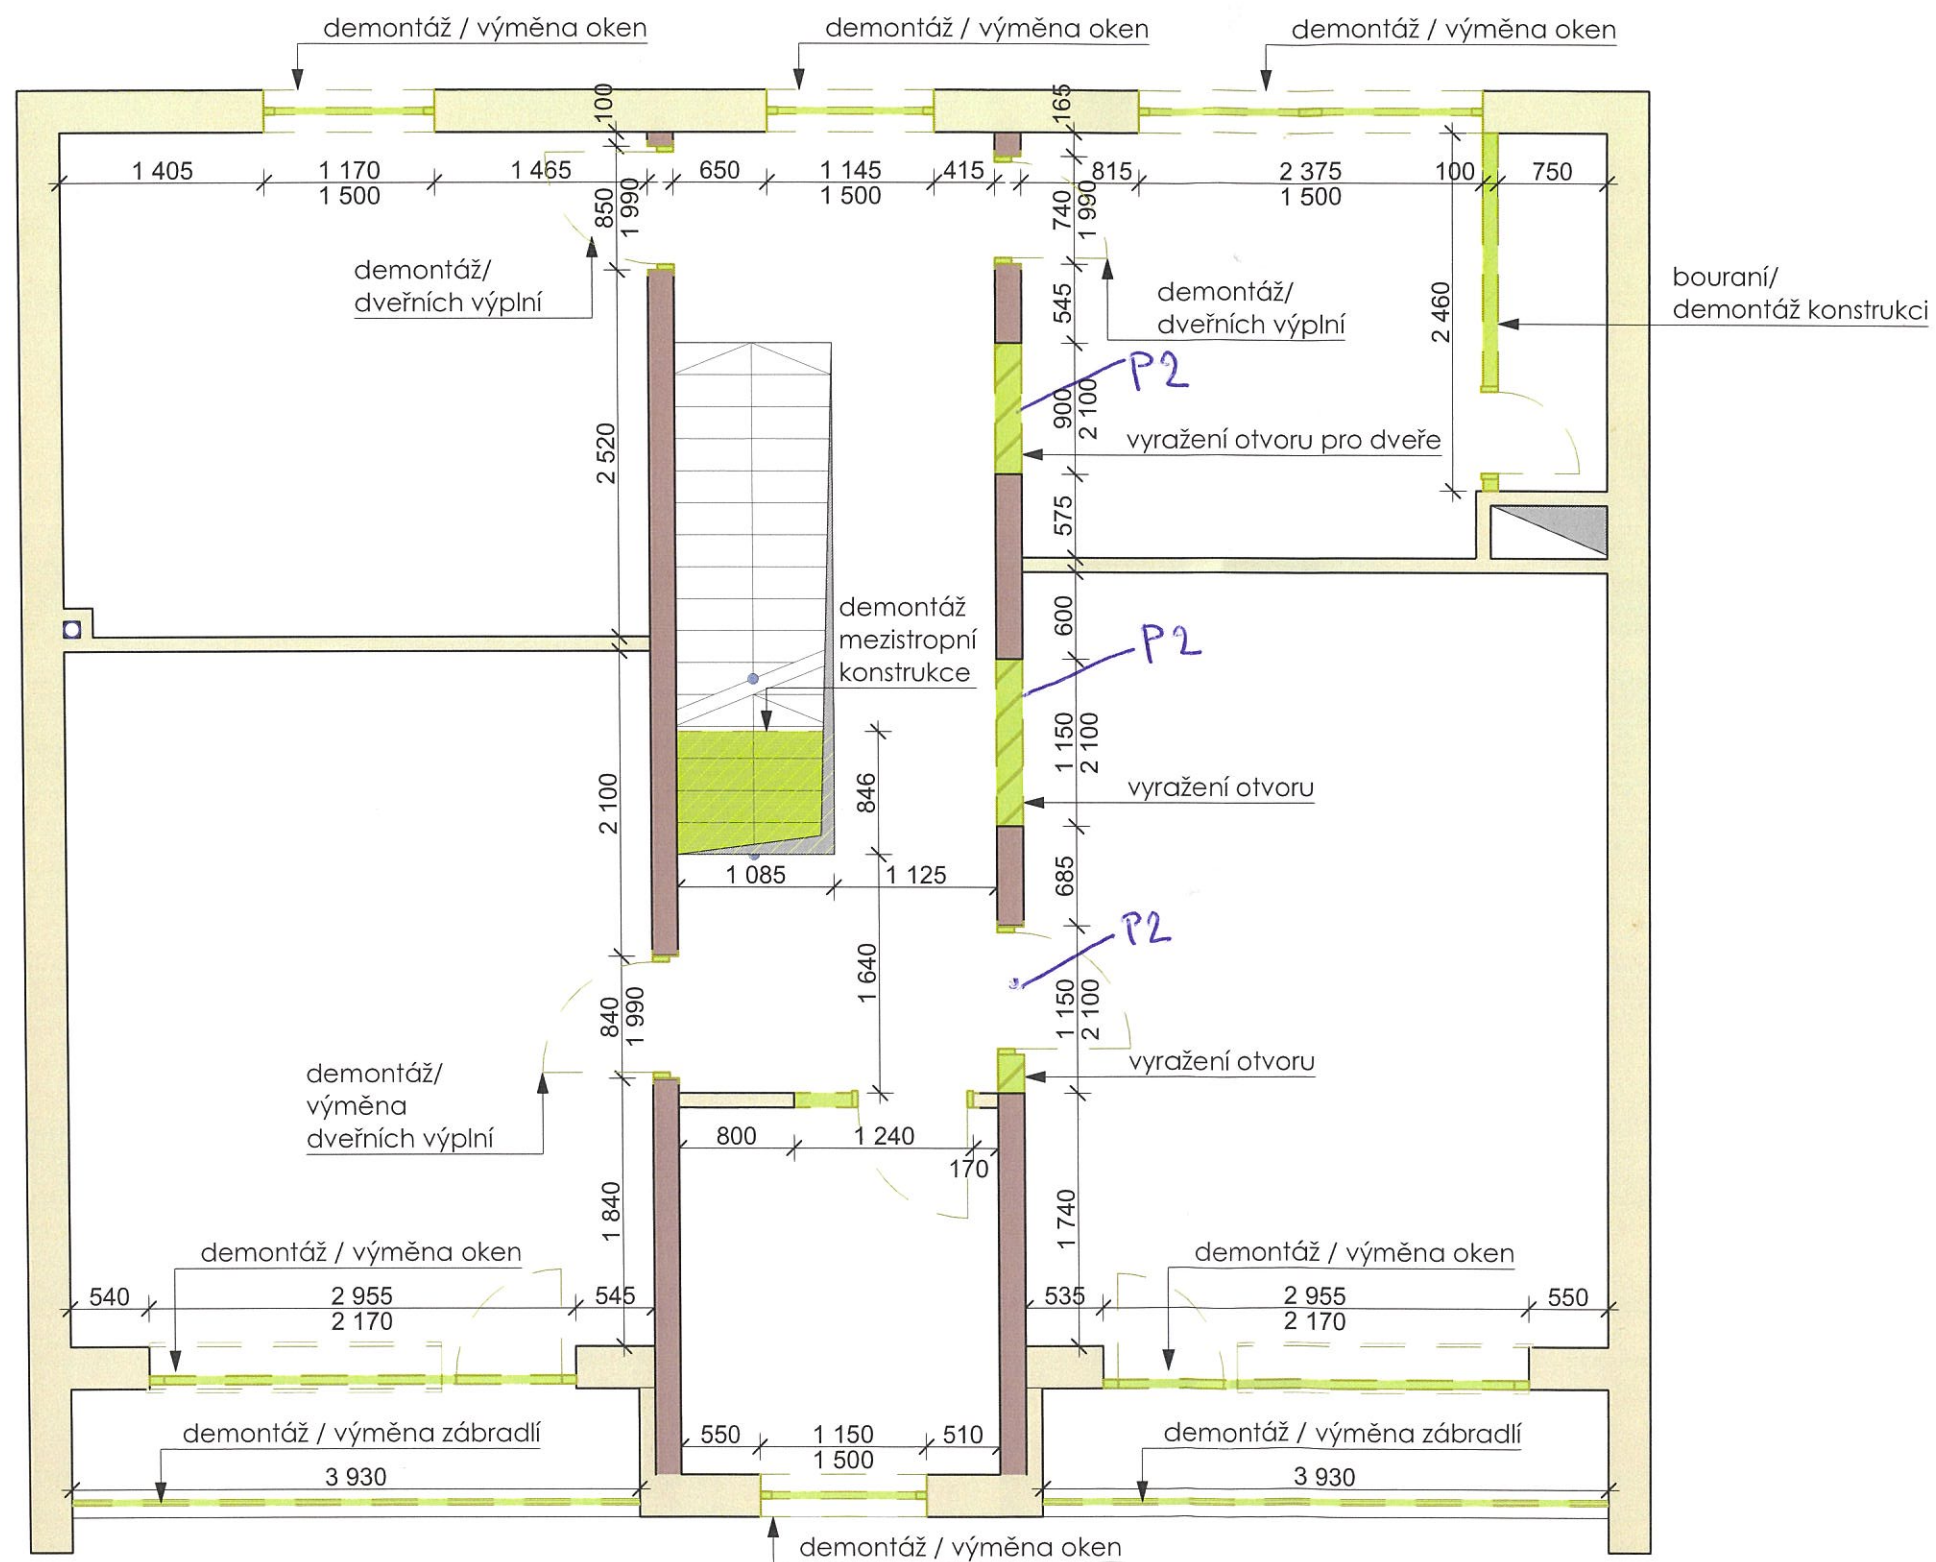 demontáž / výměna oken
demontáž / výměna oken
demontáž / výměna oken
100
165
1 405
1 170
1 500
1 465
650
1 145
1 500
415
815
2 375
1 500
100
750
850
1 990
740
1 990
demontáž/
dveřních výplní
demontáž/
dveřních výplní
545
2 460
bouraní/
demontáž konstrukci
P2
900
2 100
vyražení otvoru pro dveře
2 520
575
demontáž
mezistropní
konstrukce
600
P2
1 150
2 100
vyražení otvoru
2 100
846
685
1 085
1 125
P2
1 640
840
1 990
1 150
2 100
vyražení otvoru
demontáž/
výměna
dveřních výplní
800
1 240
170
1 840
1 740
demontáž / výměna oken
demontáž / výměna oken
540
2 955
2 170
545
535
2 955
2 170
550
demontáž / výměna zábradlí
demontáž / výměna zábradlí
550
1 150
1 500
510
3 930
3 930
demontáž / výměna oken